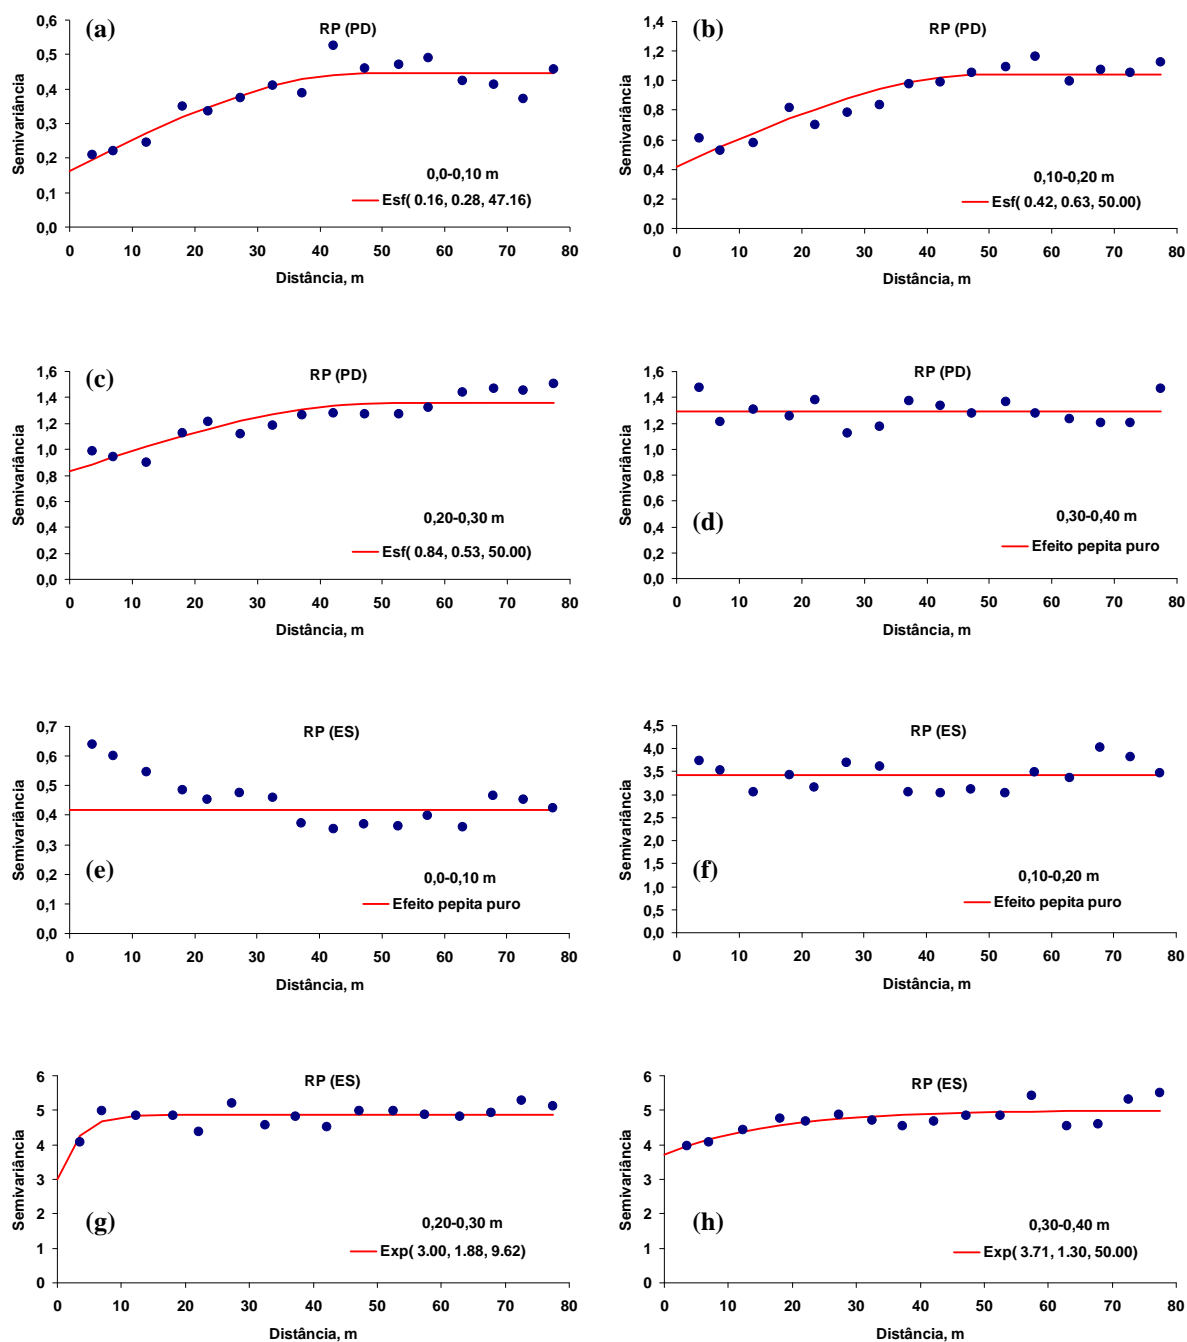 (a)
RP (PD)
Semivariância
0,6
0,5
0,4
0,3
0,2
0,1
0,0
0,0-0,10 m
Esf( 0.16, 0.28, 47.16)
0 10 20 30 40 50 60 70 80
Distância, m
(b)
RP (PD)
Semivariância
1,4
1,2
1,0
0,8
0,6
0,4
0,2
0,0
0,10-0,20 m
Esf( 0.42, 0.63, 50.00)
0 10 20 30 40 50 60 70 80
Distância, m
(c)
RP (PD)
Semivariância
1,6
1,4
1,2
1,0
0,8
0,6
0,4
0,2
0,0
0,20-0,30 m
Esf( 0.84, 0.53, 50.00)
0 10 20 30 40 50 60 70 80
Distância, m
RP (PD)
Semivariância
1,6
1,4
1,2
1,0
0,8
0,6
0,4
0,2
0,0
(d)
0,30-0,40 m
Efeito pepita puro
0 10 20 30 40 50 60 70 80
Distância, m
RP (ES)
Semivariância
0,7
0,6
0,5
0,4
0,3
0,2
0,1
0,0
(e)
0,0-0,10 m
Efeito pepita puro
0 10 20 30 40 50 60 70 80
Distância, m
RP (ES)
Semivariância
4,5
4,0
3,5
3,0
2,5
2,0
1,5
1,0
0,5
0,0
(f)
0,10-0,20 m
Efeito pepita puro
0 10 20 30 40 50 60 70 80
Distância, m
RP (ES)
Semivariância
6
5
4
3
2
1
0
(g)
0,20-0,30 m
Exp( 3.00, 1.88, 9.62)
0 10 20 30 40 50 60 70 80
Distância, m
RP (ES)
Semivariância
6
5
4
3
2
1
0
(h)
0,30-0,40 m
Exp( 3.71, 1.30, 50.00)
0 10 20 30 40 50 60 70 80
Distância, m